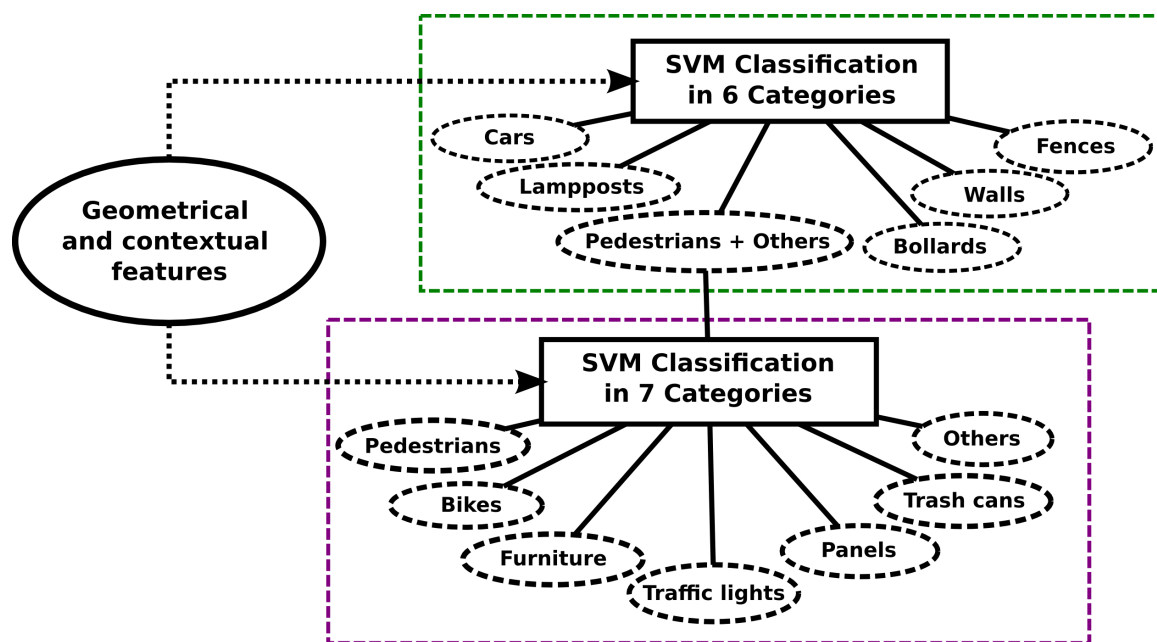 SVM Classification
in 6 Categories
Cars
Fences
Lampposts
Walls
Geometrical
and contextual
features
Pedestrians + Others
Bollards
SVM Classification
in 7 Categories
Pedestrians
Others
Bikes
Trash cans
Furniture
Panels
Traffic lights